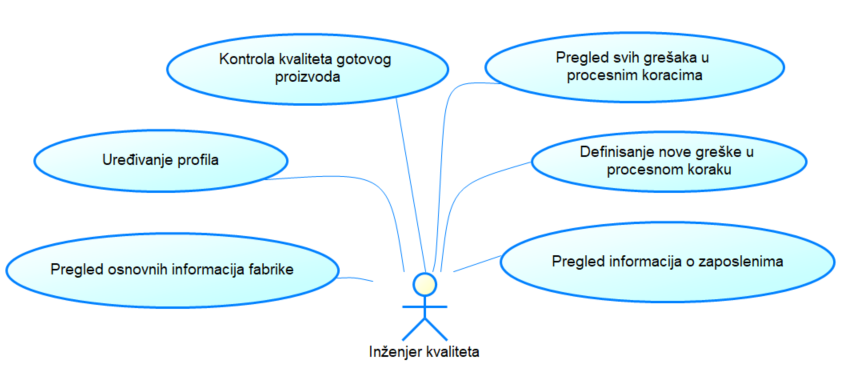 Kontrola kvaliteta gotovog
proizvoda
Pregled svih grešaka u
procesnim koracima
Uređivanje profila
Definisanje nove greške u
procesnom koraku
Pregled osnovnih informacija fabrike
Pregled informacija o zaposlenima
Inženjer kvaliteta